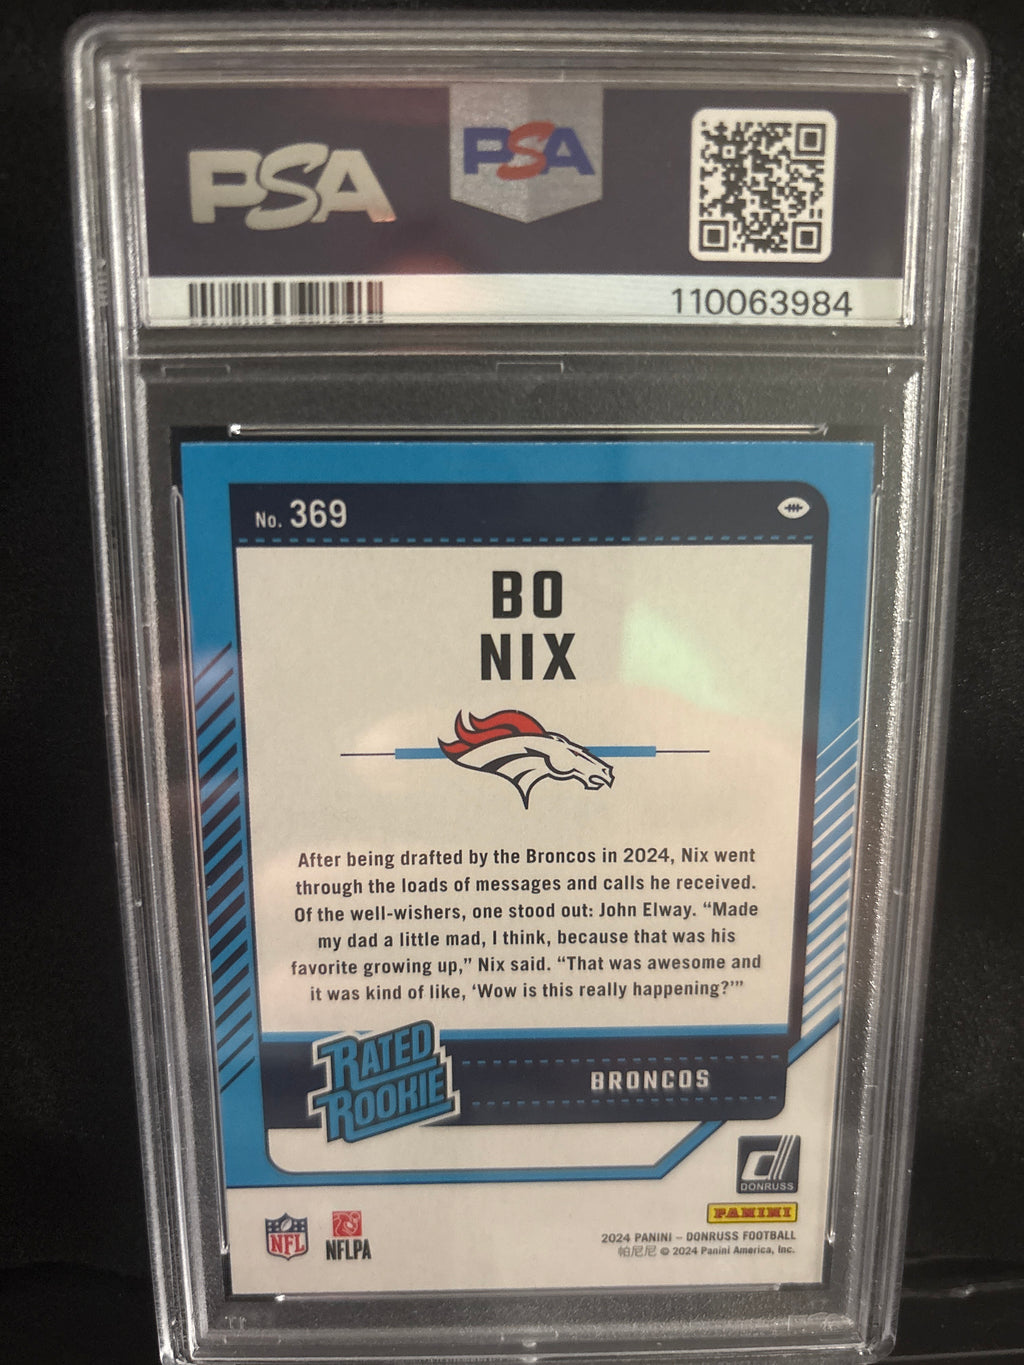 PSA
PSA
110063984
No. 369
BO
NIX
After being drafted by the Broncos in 2024, Nix went
through the loads of messages and calls he received.
Of the well-wishers, one stood out: John Elway. “Made
my dad a little mad, I think, because that was his
favorite growing up,” Nix said. “That was awesome and
it was kind of like, ‘Wow is this really happening?’”
RATED
ROOKIE
BRONCOS
d
DONRUSS
PANINI
NFL
NFLPA
2024 PANINI – DONRUSS FOOTBALL
帕尼尼 © 2024 Panini America, Inc.